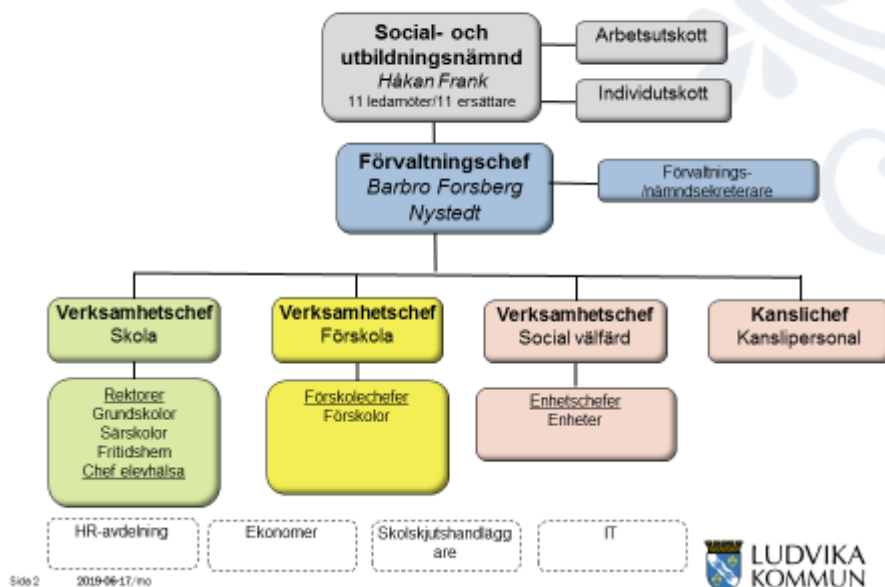 Social- och
utbildningsnämnd
Håkan Frank
11 ledamöter/11 ersättare
Arbetsutskott
Individutskott
Förvaltningschef
Barbro Forsberg
Nystedt
Förvaltnings-
/nämndsekreterare
Verksamhetschef
Skola
Verksamhetschef
Förskola
Verksamhetschef
Social välfärd
Kanslichef
Kanslipersonal
Rektorer
Grundskolor
Särskolor
Fritidshem
Chef elevhälsa
Förskolechefer
Förskolor
Enhetschefer
Enheter
HR-avdelning
Ekonomer
Skolskjutshandlägg
are
IT
Sida 2
2019-06-17/mo
LUDVIKA
KOMMUN